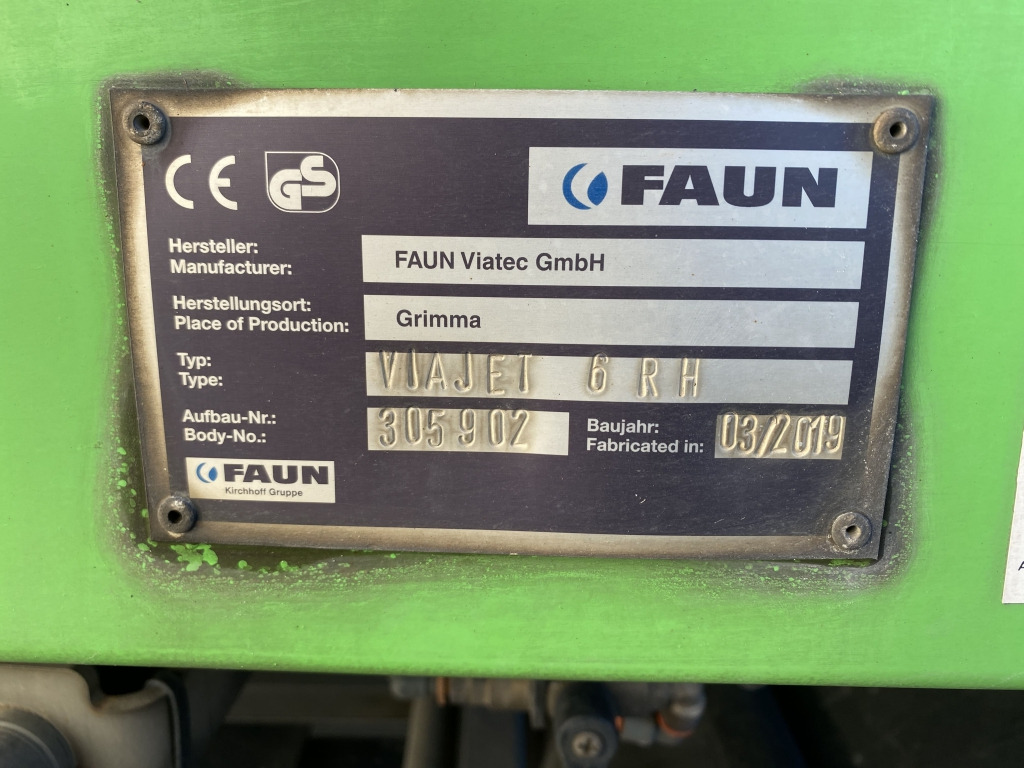 CE GS FAUN
Hersteller:
Manufacturer: FAUN Viatec GmbH
Herstellungsort:
Place of Production: Grimma
Typ:
Type: VIAJET 6 RH
Aufbau-Nr.:
Body-No.: 305902
Baujahr:
Fabricated in: 03/2019
FAUN
Kirchhoff Gruppe